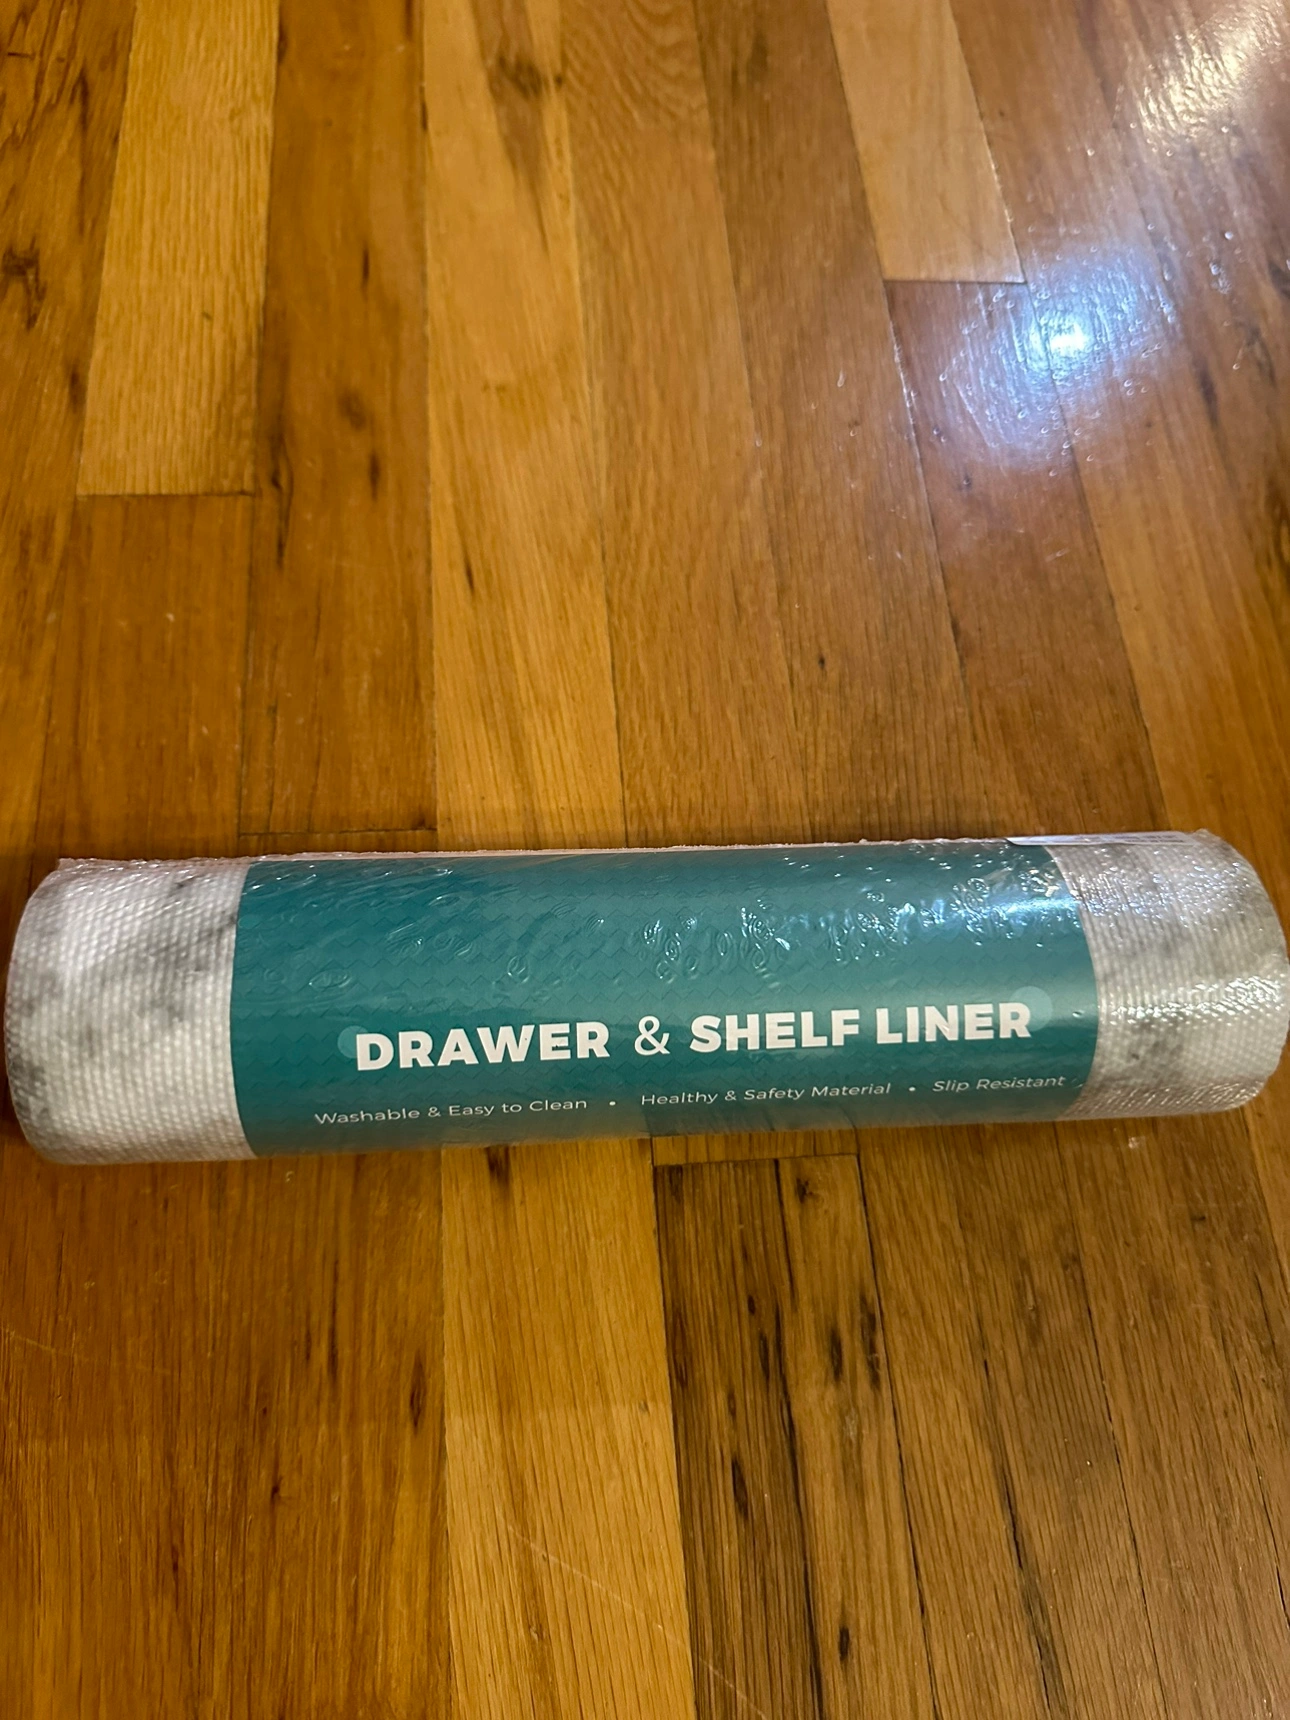 DRAWER & SHELF LINER
Washable & Easy to Clean • Healthy & Safety Material • Slip Resistant